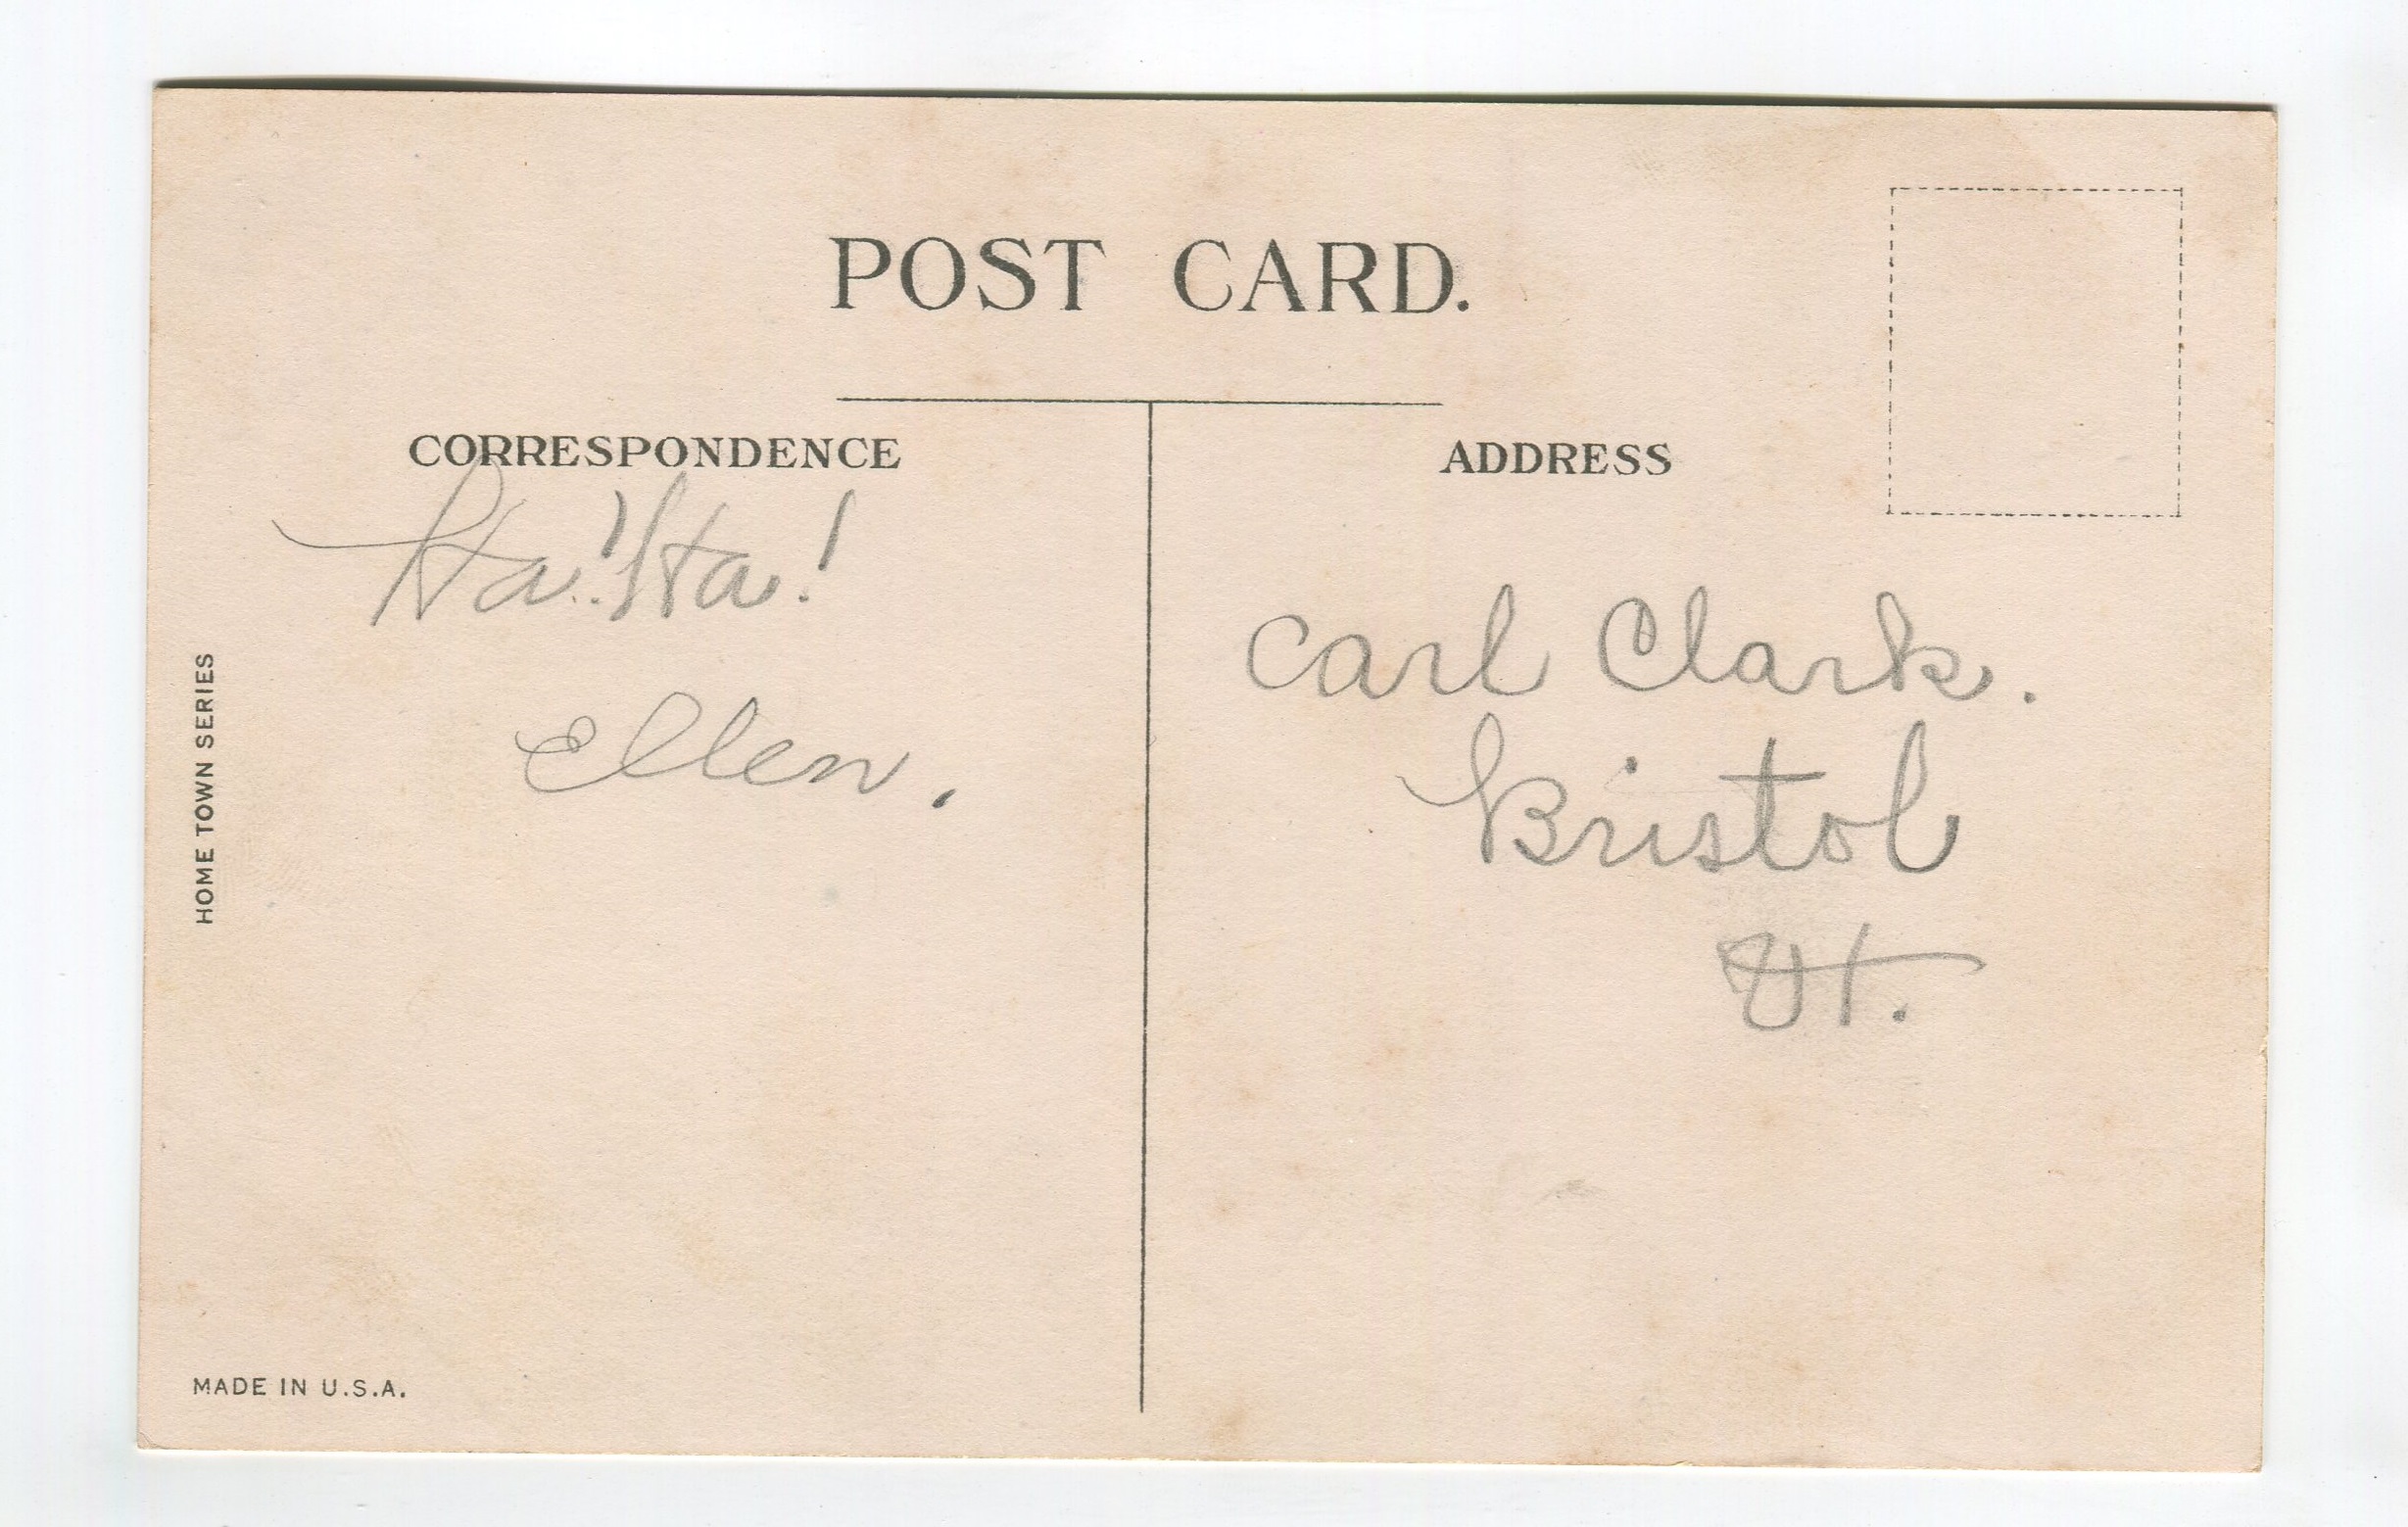 POST CARD.
CORRESPONDENCE
Ha! Ha!
Ellen.
HOME TOWN SERIES
MADE IN U.S.A.
ADDRESS
Carl Clark.
Bristol
Vt.